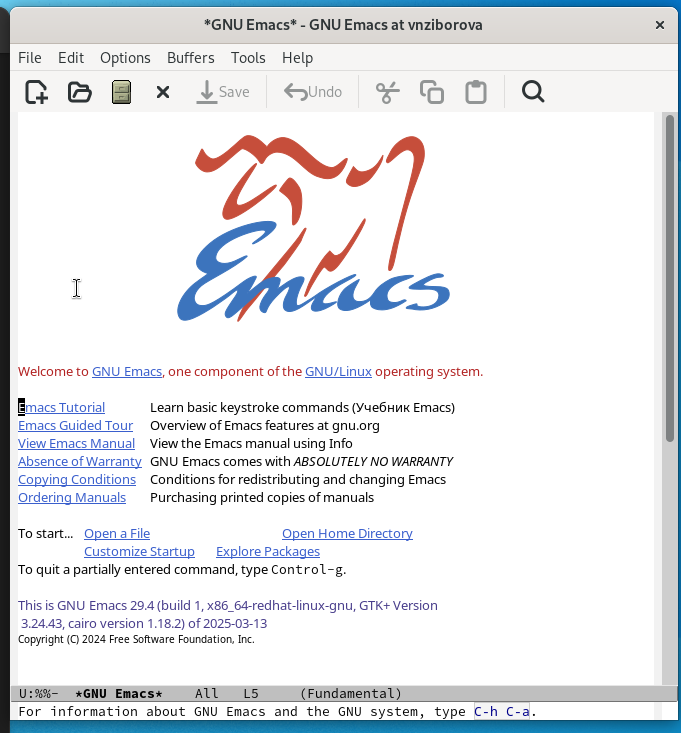 *GNU Emacs* - GNU Emacs at vnziborova
File Edit Options Buffers Tools Help
Save Undo
Emacs
Welcome to GNU Emacs, one component of the GNU/Linux operating system.
Emacs Tutorial Learn basic keystroke commands (Учебник Emacs)
Emacs Guided Tour Overview of Emacs features at gnu.org
View Emacs Manual View the Emacs manual using Info
Absence of Warranty GNU Emacs comes with ABSOLUTELY NO WARRANTY
Copying Conditions Conditions for redistributing and changing Emacs
Ordering Manuals Purchasing printed copies of manuals
To start... Open a File Open Home Directory
Customize Startup Explore Packages
To quit a partially entered command, type Control-g.
This is GNU Emacs 29.4 (build 1, x86_64-redhat-linux-gnu, GTK+ Version
3.24.43, cairo version 1.18.2) of 2025-03-13
Copyright (C) 2024 Free Software Foundation, Inc.
U:%%- *GNU Emacs* All L5 (Fundamental)
For information about GNU Emacs and the GNU system, type C-h C-a.